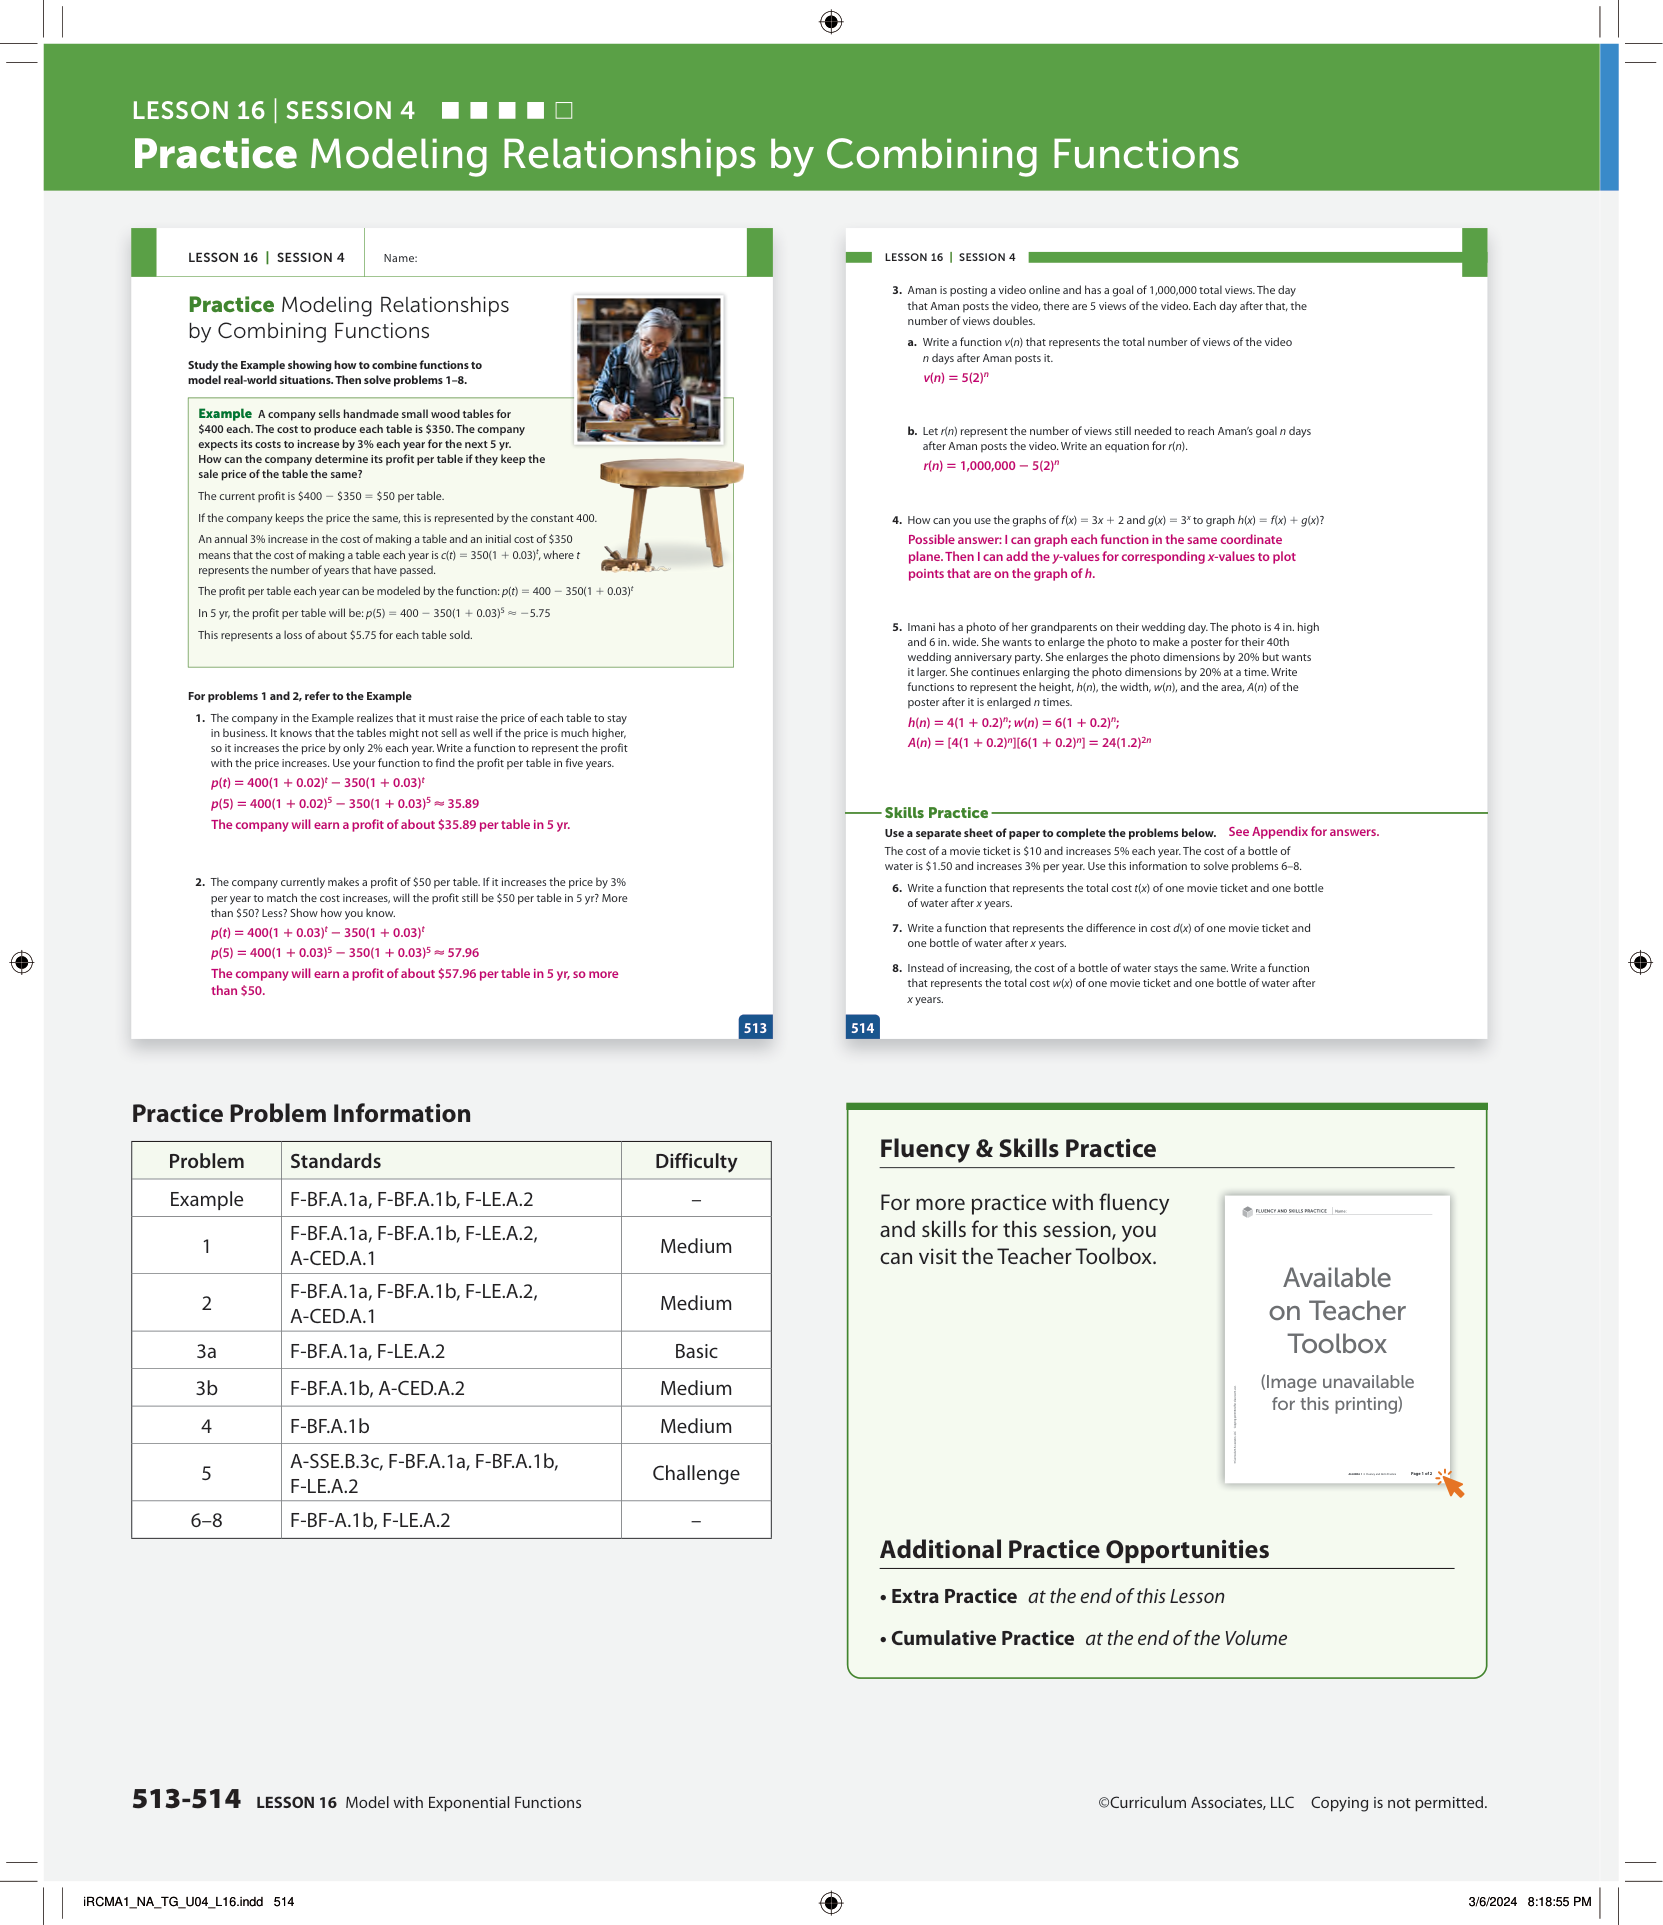 LESSON 16 | SESSION 4
Practice Modeling Relationships by Combining Functions
LESSON 16 | SESSION 4
Name:
Practice Modeling Relationships
by Combining Functions
Study the Example showing how to combine functions to
model real-world situations. Then solve problems 1–8.
Example A company sells handmade small wood tables for
$400 each. The cost to produce each table is $350. The company
expects its costs to increase by 3% each year for the next 5 yr.
How can the company determine its profit per table if they keep the
sale price of the table the same?
The current profit is $400 − $350 = $50 per table.
If the company keeps the price the same, this is represented by the constant 400.
An annual 3% increase in the cost of making a table and an initial cost of $350
means that the cost of making a table each year is c(t) = 350(1 + 0.03)ᵗ, where t
represents the number of years that have passed.
The profit per table each year can be modeled by the function: p(t) = 400 − 350(1 + 0.03)ᵗ
In 5 yr, the profit per table will be: p(5) = 400 − 350(1 + 0.03)⁵ ≈ −5.75
This represents a loss of about $5.75 for each table sold.
For problems 1 and 2, refer to the Example
1. The company in the Example realizes that it must raise the price of each table to stay
in business. It knows that the tables might not sell as well if the price is much higher,
so it increases the price by only 2% each year. Write a function to represent the profit
with the price increases. Use your function to find the profit per table in five years.
p(t) = 400(1 + 0.02)ᵗ − 350(1 + 0.03)ᵗ
p(5) = 400(1 + 0.02)⁵ − 350(1 + 0.03)⁵ ≈ 35.89
The company will earn a profit of about $35.89 per table in 5 yr.
2. The company currently makes a profit of $50 per table. If it increases the price by 3%
per year to match the cost increases, will the profit still be $50 per table in 5 yr? More
than $50? Less? Show how you know.
p(t) = 400(1 + 0.03)ᵗ − 350(1 + 0.03)ᵗ
p(5) = 400(1 + 0.03)⁵ − 350(1 + 0.03)⁵ ≈ 57.96
The company will earn a profit of about $57.96 per table in 5 yr, so more
than $50.
513
LESSON 16 | SESSION 4
3. Aman is posting a video online and has a goal of 1,000,000 total views. The day
that Aman posts the video, there are 5 views of the video. Each day after that, the
number of views doubles.
a. Write a function v(n) that represents the total number of views of the video
n days after Aman posts it.
v(n) = 5(2)ⁿ
b. Let r(n) represent the number of views still needed to reach Aman's goal n days
after Aman posts the video. Write an equation for r(n).
r(n) = 1,000,000 − 5(2)ⁿ
4. How can you use the graphs of f(x) = 3x + 2 and g(x) = 3ˣ to graph h(x) = f(x) + g(x)?
Possible answer: I can graph each function in the same coordinate
plane. Then I can add the y-values for corresponding x-values to plot
points that are on the graph of h.
5. Imani has a photo of her grandparents on their wedding day. The photo is 4 in. high
and 6 in. wide. She wants to enlarge the photo to make a poster for their 40th
wedding anniversary party. She enlarges the photo dimensions by 20% but wants
it larger. She continues enlarging the photo dimensions by 20% at a time. Write
functions to represent the height, h(n), the width, w(n), and the area, A(n) of the
poster after it is enlarged n times.
h(n) = 4(1 + 0.2)ⁿ; w(n) = 6(1 + 0.2)ⁿ;
A(n) = [4(1 + 0.2)ⁿ][6(1 + 0.2)ⁿ] = 24(1.2)²ⁿ
Skills Practice
Use a separate sheet of paper to complete the problems below. See Appendix for answers.
The cost of a movie ticket is $10 and increases 5% each year. The cost of a bottle of
water is $1.50 and increases 3% per year. Use this information to solve problems 6–8.
6. Write a function that represents the total cost t(x) of one movie ticket and one bottle
of water after x years.
7. Write a function that represents the difference in cost d(x) of one movie ticket and
one bottle of water after x years.
8. Instead of increasing, the cost of a bottle of water stays the same. Write a function
that represents the total cost w(x) of one movie ticket and one bottle of water after
x years.
514
Practice Problem Information
Problem Standards Difficulty
Example F-BF.A.1a, F-BF.A.1b, F-LE.A.2 –
1 F-BF.A.1a, F-BF.A.1b, F-LE.A.2, A-CED.A.1 Medium
2 F-BF.A.1a, F-BF.A.1b, F-LE.A.2, A-CED.A.1 Medium
3a F-BF.A.1a, F-LE.A.2 Basic
3b F-BF.A.1b, A-CED.A.2 Medium
4 F-BF.A.1b Medium
5 A-SSE.B.3c, F-BF.A.1a, F-BF.A.1b, F-LE.A.2 Challenge
6–8 F-BF-A.1b, F-LE.A.2 –
Fluency & Skills Practice
For more practice with fluency
and skills for this session, you
can visit the Teacher Toolbox.
FLUENCY AND SKILLS PRACTICE | Name:
Available
on Teacher
Toolbox
(Image unavailable
for this printing)
Page 1 of 2
Additional Practice Opportunities
• Extra Practice at the end of this Lesson
• Cumulative Practice at the end of the Volume
513-514 LESSON 16 Model with Exponential Functions
©Curriculum Associates, LLC Copying is not permitted.
iRCMA1_NA_TG_U04_L16.indd 514
3/6/2024 8:18:55 PM